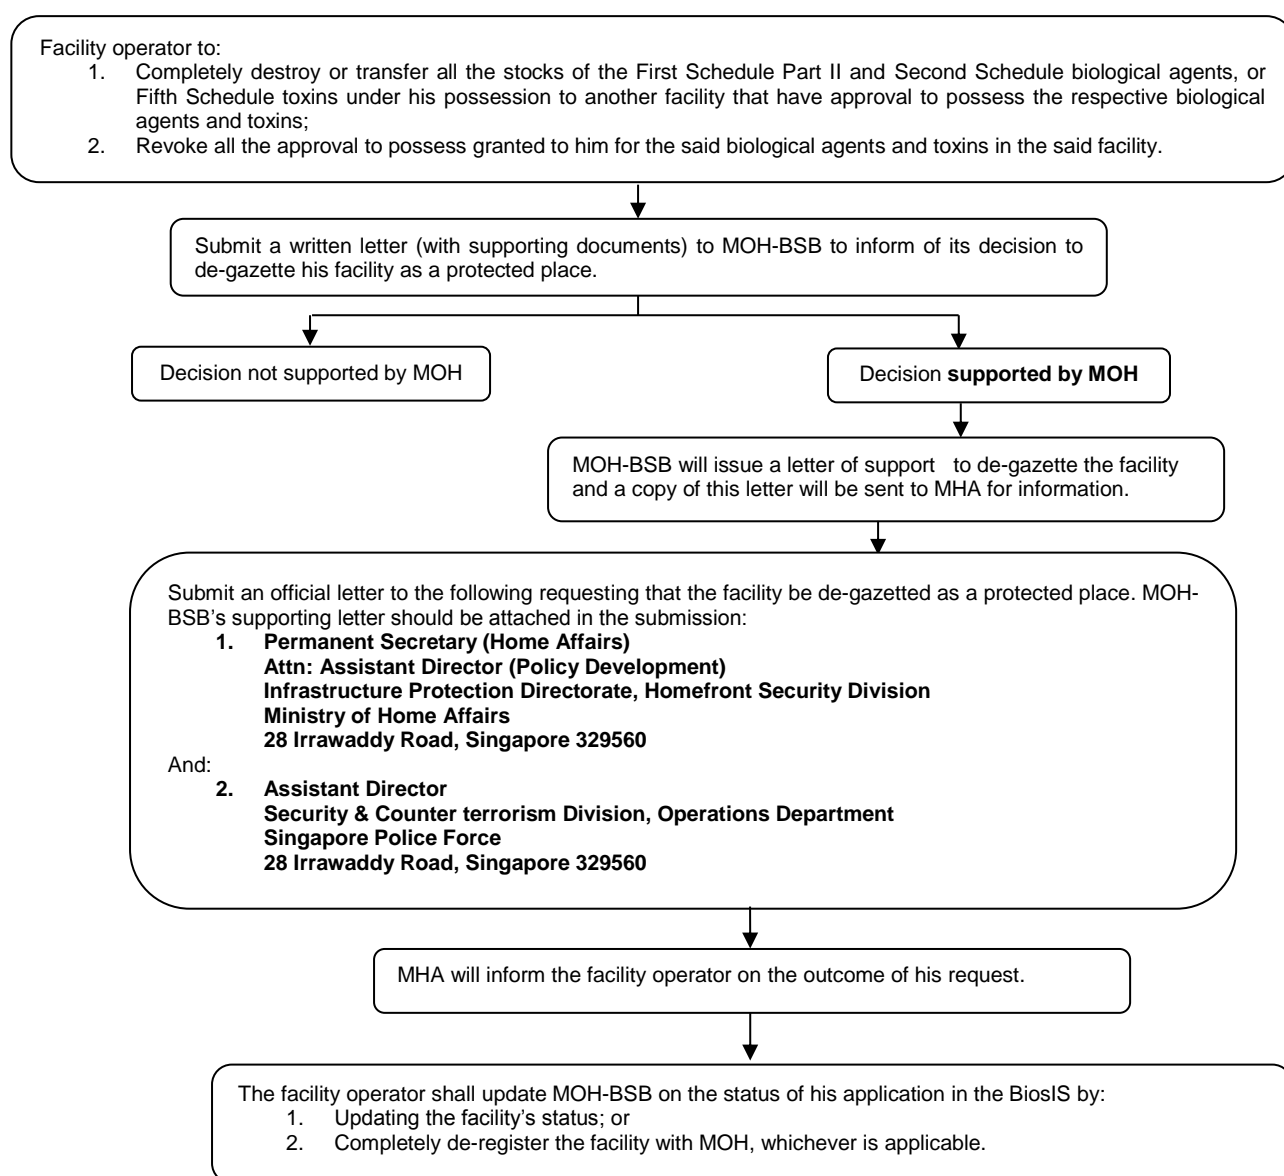 Facility operator to:
1. Completely destroy or transfer all the stocks of the First Schedule Part II and Second Schedule biological agents, or
Fifth Schedule toxins under his possession to another facility that have approval to possess the respective biological
agents and toxins;
2. Revoke all the approval to possess granted to him for the said biological agents and toxins in the said facility.
Submit a written letter (with supporting documents) to MOH-BSB to inform of its decision to
de-gazette his facility as a protected place.
Decision not supported by MOH
Decision supported by MOH
MOH-BSB will issue a letter of support to de-gazette the facility
and a copy of this letter will be sent to MHA for information.
Submit an official letter to the following requesting that the facility be de-gazetted as a protected place. MOH-
BSB's supporting letter should be attached in the submission:
1. Permanent Secretary (Home Affairs)
Attn: Assistant Director (Policy Development)
Infrastructure Protection Directorate, Homefront Security Division
Ministry of Home Affairs
28 Irrawaddy Road, Singapore 329560
And:
2. Assistant Director
Security & Counter terrorism Division, Operations Department
Singapore Police Force
28 Irrawaddy Road, Singapore 329560
MHA will inform the facility operator on the outcome of his request.
The facility operator shall update MOH-BSB on the status of his application in the BiosIS by:
1. Updating the facility's status; or
2. Completely de-register the facility with MOH, whichever is applicable.